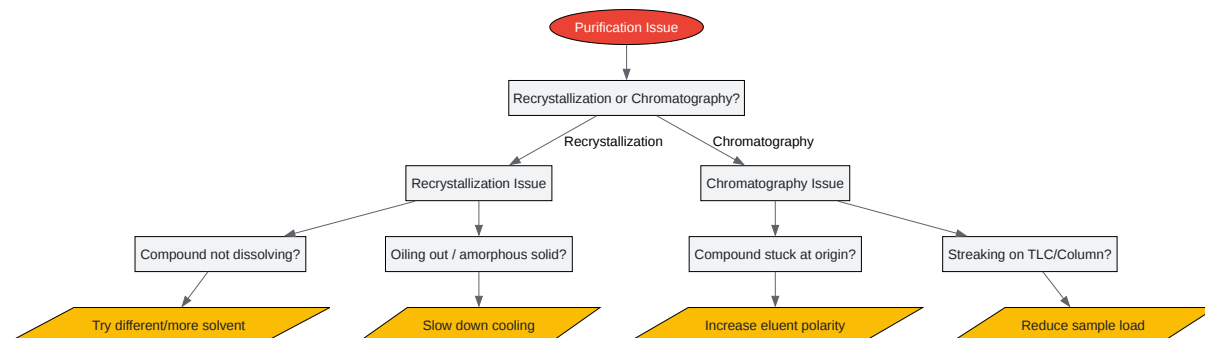 Purification Issue
Recrystallization or Chromatography?
Recrystallization
Chromatography
Recrystallization Issue
Chromatography Issue
Compound not dissolving?
Oiling out / amorphous solid?
Compound stuck at origin?
Streaking on TLC/Column?
Try different/more solvent
Slow down cooling
Increase eluent polarity
Reduce sample load